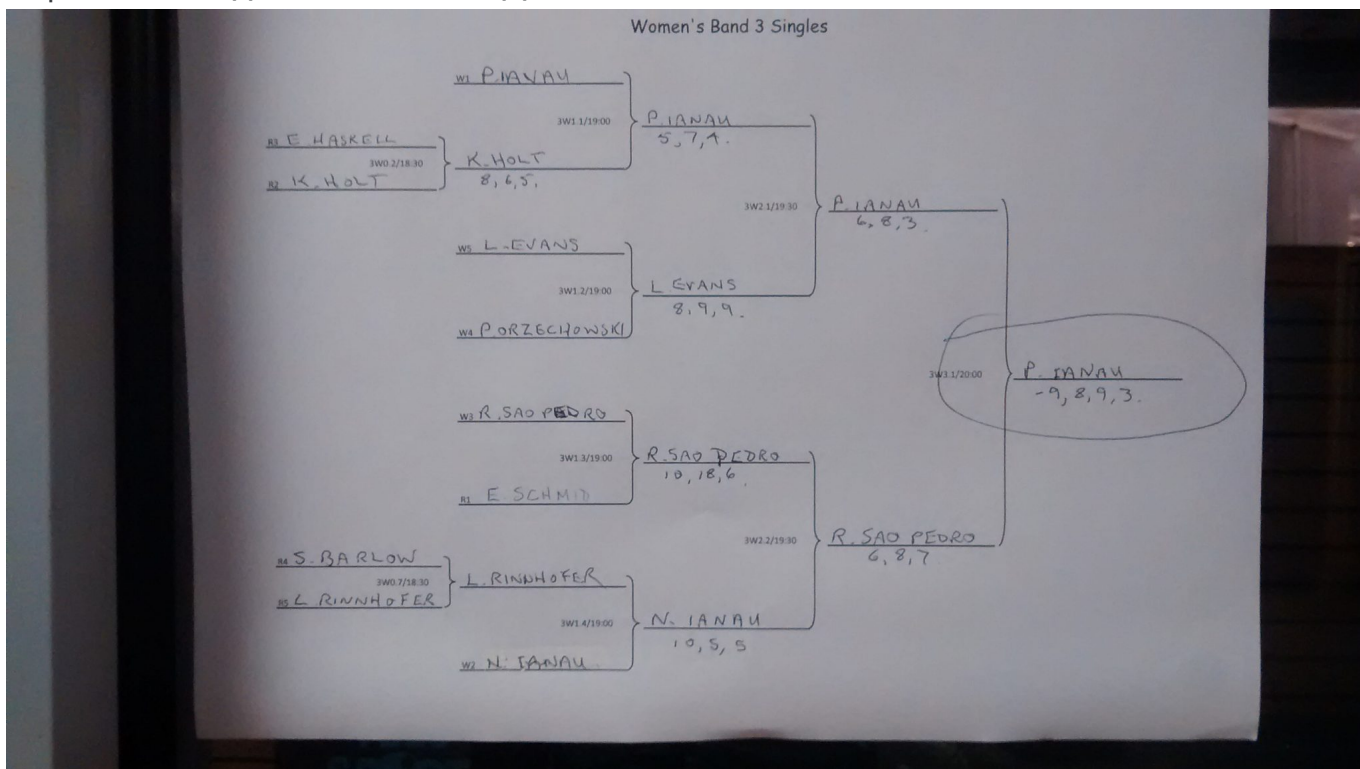 Women's Band 3 Singles
W1 P. IANAU
3W1.1/19:00
P. IANAU
5, 7, 4.
R3 E. HASKELL
3W0.2/18:30
R2 K. HOLT
K. HOLT
8, 6, 5,
3W2.1/19:30
P. IANAU
6, 8, 3.
W5 L. EVANS
3W1.2/19:00
L EVANS
8, 9, 9.
W4 P. ORZECHOWSKI
3W3.1/20:00
P. IANAU
-9, 8, 9, 3.
W3 R. SAO PEDRO
3W1.3/19:00
R. SAO PEDRO
10, 18, 6
R1 E. SCHMID
3W2.2/19:30
R. SAO PEDRO
6, 8, 7
R4 S. BARLOW
3W0.7/18:30
R5 L RINNHOFER
L. RINNHOFER
3W1.4/19:00
N. IANAU
10, 5, 5
W2 N. IANAU